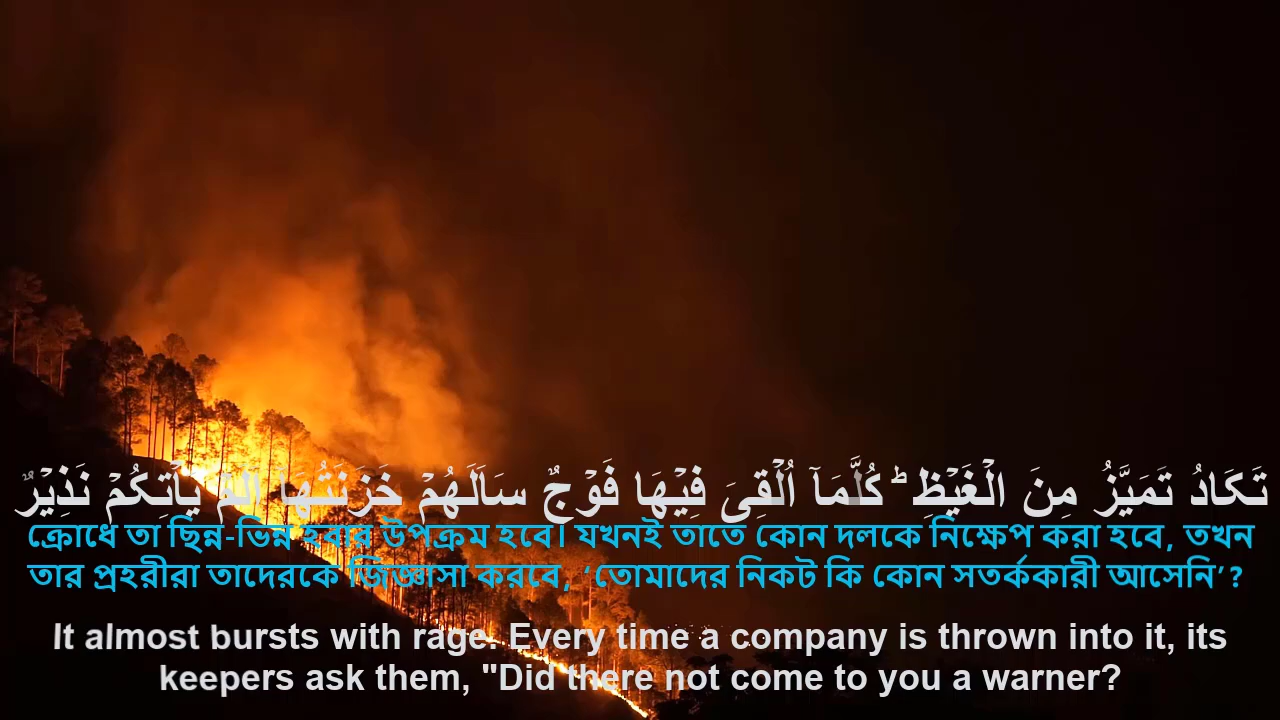 تَكَادُ تَمَيَّزُ مِنَ الْغَيْظِ ؕ كُلَّمَاۤ اُلْقِیَ فِيْهَا فَوْجٌ سَاَلَهُمْ خَزَنَتُهَاۤ اَلَمْ يَاْتِكُمْ نَذِيْرٌ
ক্রোধে তা ছিন্ন-ভিন্ন হবার উপক্রম হবে। যখনই তাতে কোন দলকে নিক্ষেপ করা হবে, তখন
তার প্রহরীরা তাদেরকে জিজ্ঞাসা করবে, ‘তোমাদের নিকট কি কোন সতর্ককারী আসেনি’?
It almost bursts with rage. Every time a company is thrown into it, its
keepers ask them, "Did there not come to you a warner?